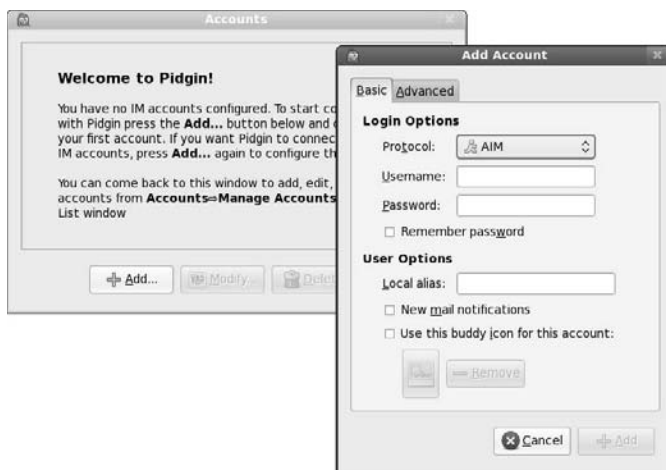 Accounts
Welcome to Pidgin!
You have no IM accounts configured. To start co
with Pidgin press the Add... button below and
your first account. If you want Pidgin to connec
IM accounts, press Add... again to configure th
You can come back to this window to add, edit,
accounts from Accounts⇨Manage Accounts
List window
Add...
Modify...
Delet
Add Account
Basic
Advanced
Login Options
Protocol:
AIM
Username:
Password:
Remember password
User Options
Local alias:
New mail notifications
Use this buddy icon for this account:
Remove
Cancel
Add